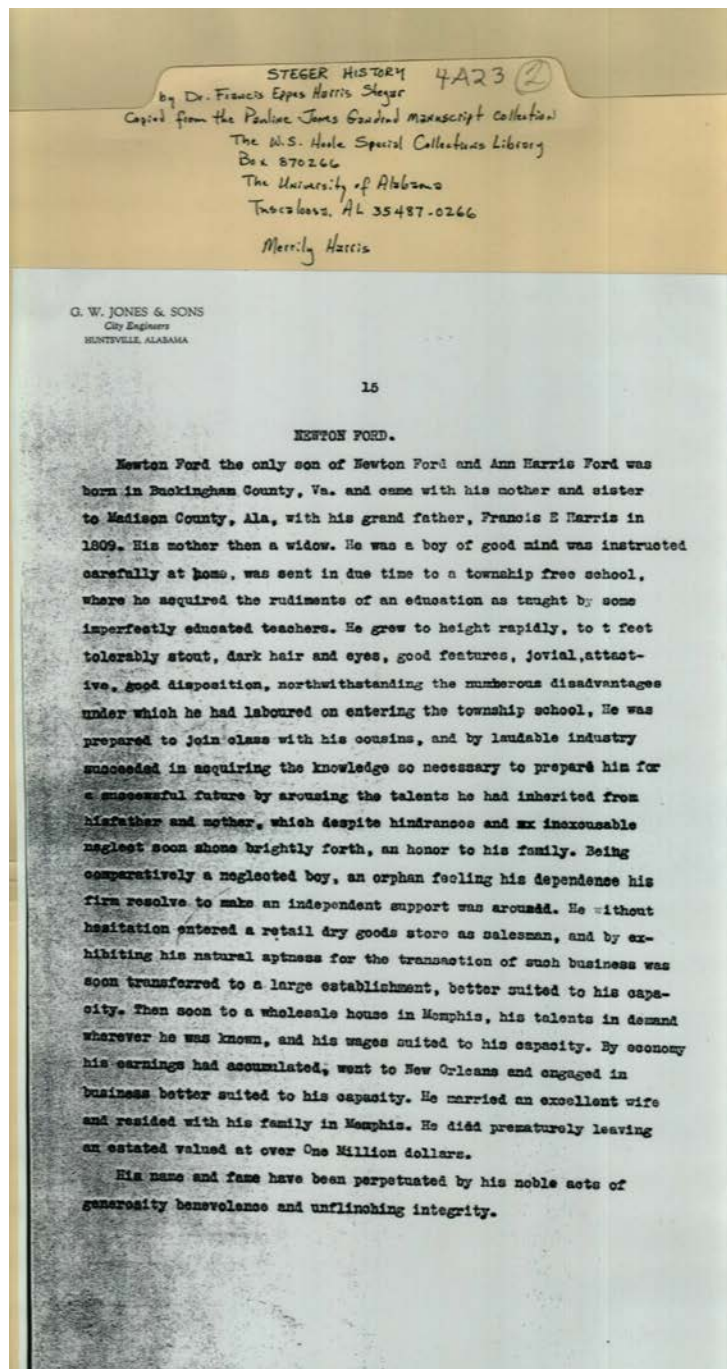 STEGER HISTORY 4A23 2
by Dr. Francis Eppes Harris Steger
Copied from the Pauline Jones Gandrud manuscript collection
The W.S. Hoole Special Collections Library
Box 870266
The University of Alabama
Tuscaloosa, AL 35487-0266
Merrily Harris
G. W. JONES & SONS
City Engineers
HUNTSVILLE, ALABAMA
15
NEWTON FORD.
Newton Ford the only son of Newton Ford and Ann Harris Ford was
born in Buckingham County, Va. and came with his mother and sister
to Madison County, Ala, with his grand father, Francis E Harris in
1809. His mother then a widow. He was a boy of good mind was instructed
carefully at home, was sent in due time to a township free school,
where he acquired the rudiments of an education as taught by some
imperfectly educated teachers. He grew to height rapidly, to t feet
tolerably stout, dark hair and eyes, good features, jovial,attact-
ive, good disposition, northwithstanding the numberous disadvantages
under which he had laboured on entering the township school, He was
prepared to join class with his cousins, and by laudable industry
succeeded in acquiring the knowledge so necessary to prepare him for
a successful future by arousing the talents he had inherited from
hisfather and mother, which despite hindrances and mx inexcusable
neglect soon shone brightly forth, an honor to his family. Being
comparatively a neglected boy, an orphan feeling his dependence his
firm resolve to make an independent support was arousdd. He without
hesitation entered a retail dry goods store as salesman, and by ex-
hibiting his natural aptness for the transaction of such business was
soon transferred to a large establishment, better suited to his capa-
city. Then soon to a wholesale house in Memphis, his talents in demand
wherever he was known, and his wages suited to his capacity. By economy
his earnings had accumulated, went to New Orleans and engaged in
business better suited to his capacity. He married an excellent wife
and resided with his family in Memphis. He didd prematurely leaving
an estated valued at over One Million dollars.
His name and fame have been perpetuated by his noble acts of
generosity benevolence and unflinching integrity.